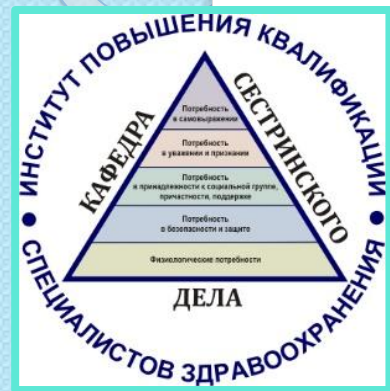 ИНСТИТУТ ПОВЫШЕНИЯ КВАЛИФИКАЦИИ
СПЕЦИАЛИСТОВ ЗДРАВООХРАНЕНИЯ
КАФЕДРА
СЕСТРИНСКОГО
ДЕЛА
Потребность
в самовыражении
Потребность
в уважении и признании
Потребность
в принадлежности к социальной группе,
причастности, поддержке
Потребность
в безопасности и защите
Физиологические потребности